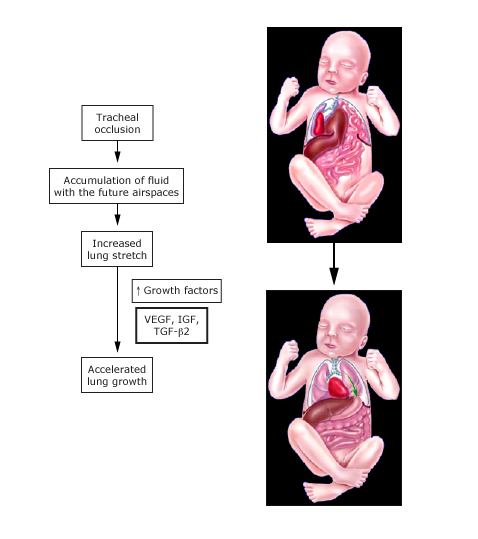 Tracheal
occlusion
Accumulation of fluid
with the future airspaces
Increased
lung stretch
↑ Growth factors
VEGF, IGF,
TGF-β2
Accelerated
lung growth